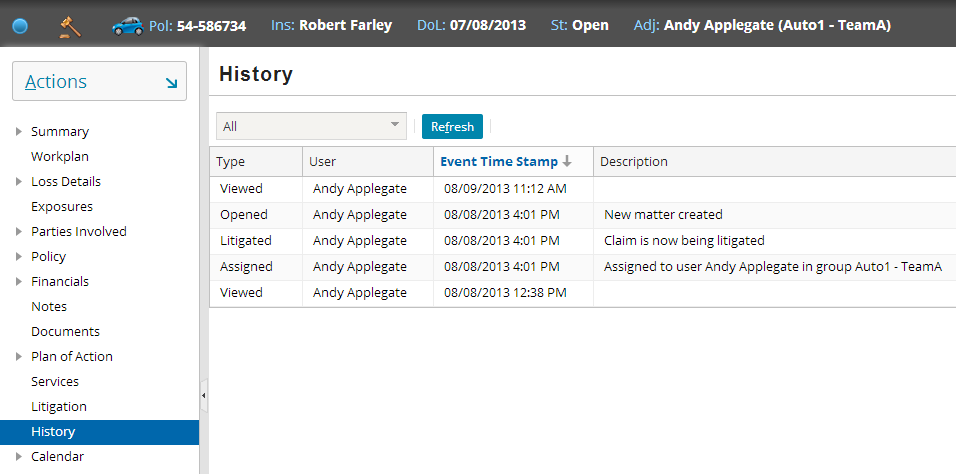 Pol: 54-586734 Ins: Robert Farley DoL: 07/08/2013 St: Open Adj: Andy Applegate (Auto1 - TeamA)
Actions
Summary
Workplan
Loss Details
Exposures
Parties Involved
Policy
Financials
Notes
Documents
Plan of Action
Services
Litigation
History
Calendar
History
All Refresh
Type User Event Time Stamp Description
Viewed Andy Applegate 08/09/2013 11:12 AM
Opened Andy Applegate 08/08/2013 4:01 PM New matter created
Litigated Andy Applegate 08/08/2013 4:01 PM Claim is now being litigated
Assigned Andy Applegate 08/08/2013 4:01 PM Assigned to user Andy Applegate in group Auto1 - TeamA
Viewed Andy Applegate 08/08/2013 12:38 PM